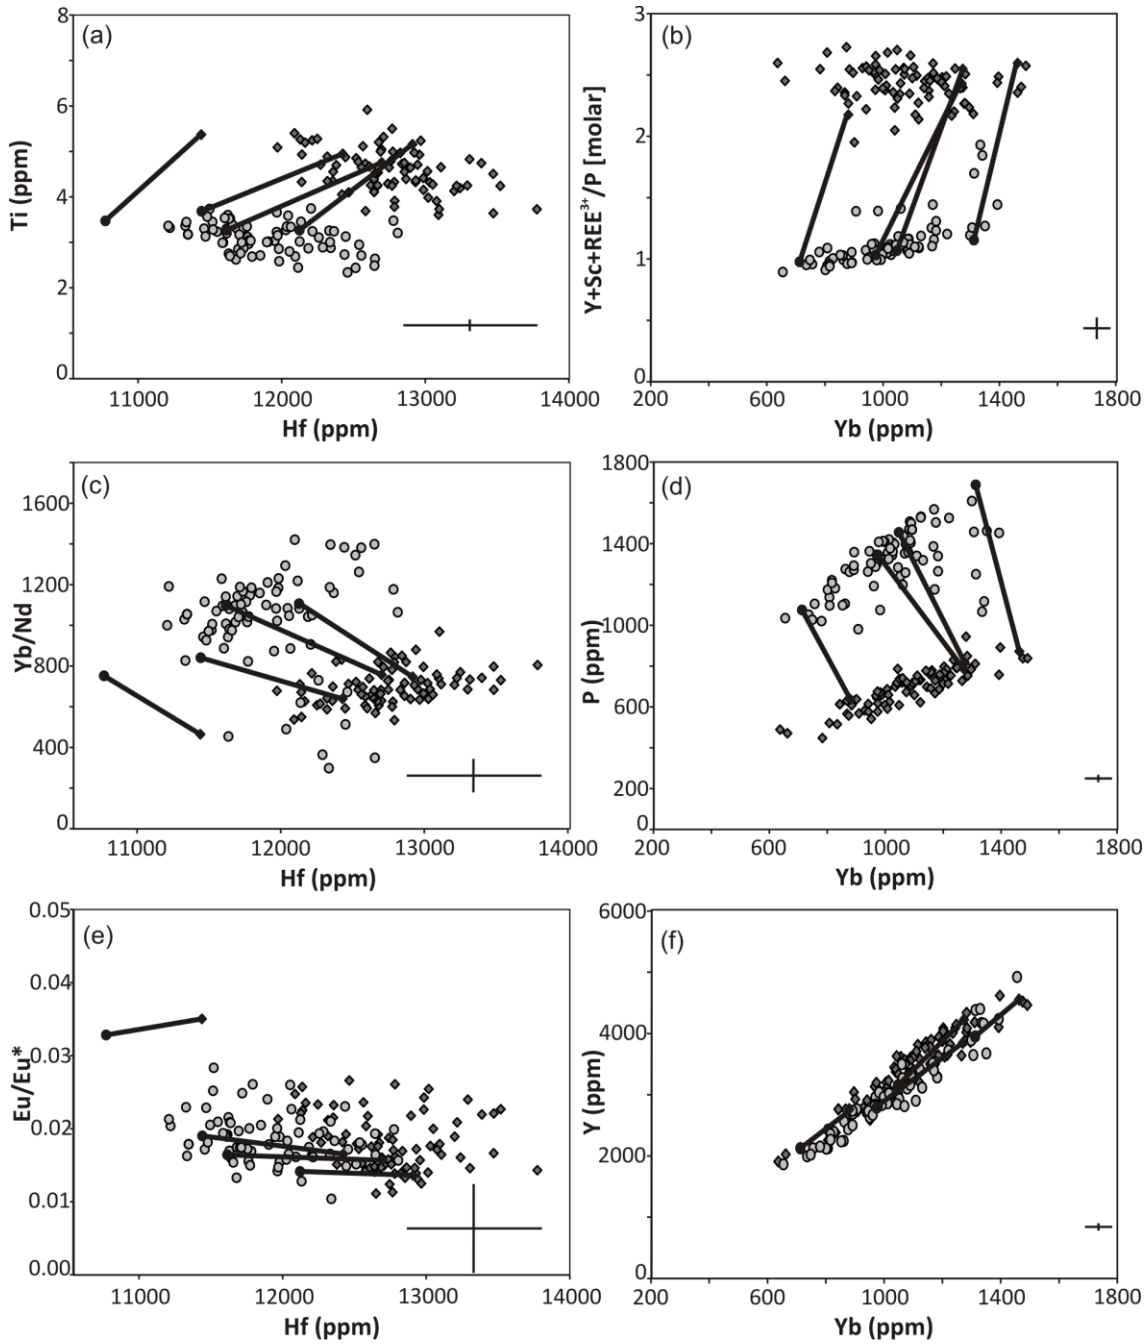 (a)
8
6
4
2
0
Ti (ppm)
11000 12000 13000 14000
Hf (ppm)
(b)
3
2
1
0
Y+Sc+REE³⁺/P [molar]
200 600 1000 1400 1800
Yb (ppm)
(c)
1600
1200
800
400
0
Yb/Nd
11000 12000 13000 14000
Hf (ppm)
(d)
1800
1400
1000
600
200
0
P (ppm)
200 600 1000 1400 1800
Yb (ppm)
(e)
0.05
0.04
0.03
0.02
0.01
0.00
Eu/Eu*
11000 12000 13000 14000
Hf (ppm)
(f)
6000
4000
2000
0
Y (ppm)
200 600 1000 1400 1800
Yb (ppm)